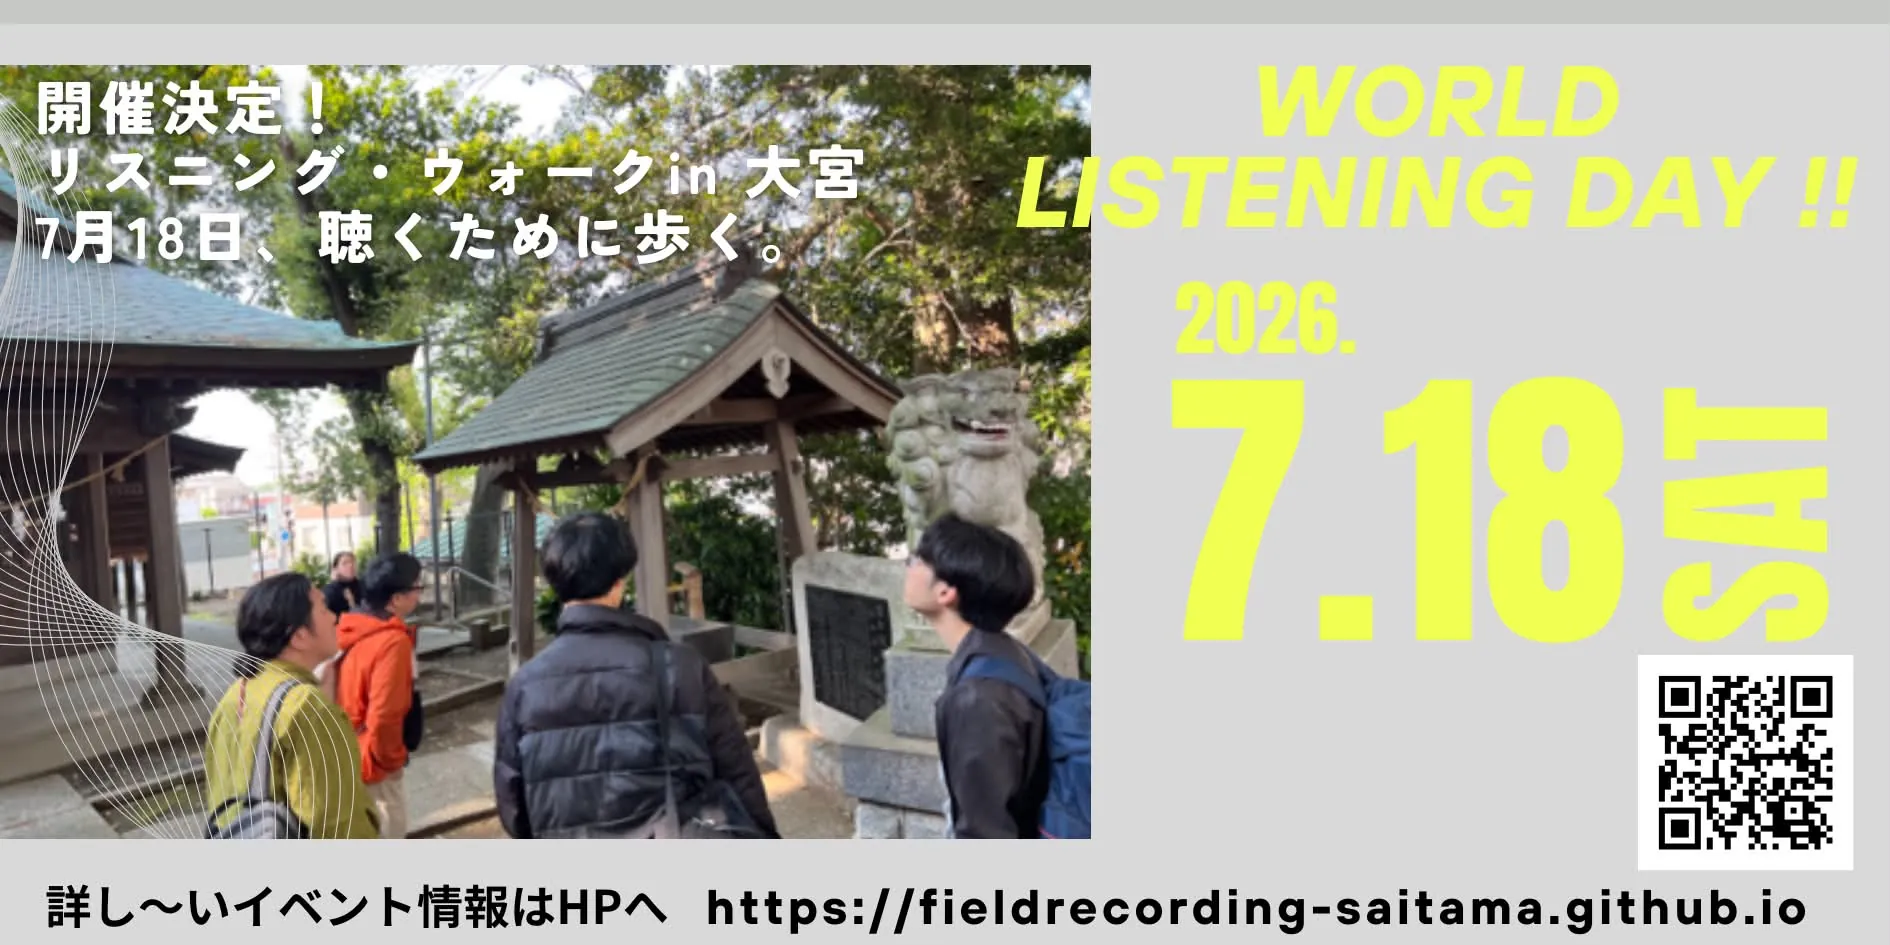 開催決定！
リスニング・ウォークin 大宮
7月18日、聴くために歩く。
WORLD
LISTENING DAY !!
2026.
7.18 SAT
詳し～いイベント情報はHPへ https://fieldrecording-saitama.github.io